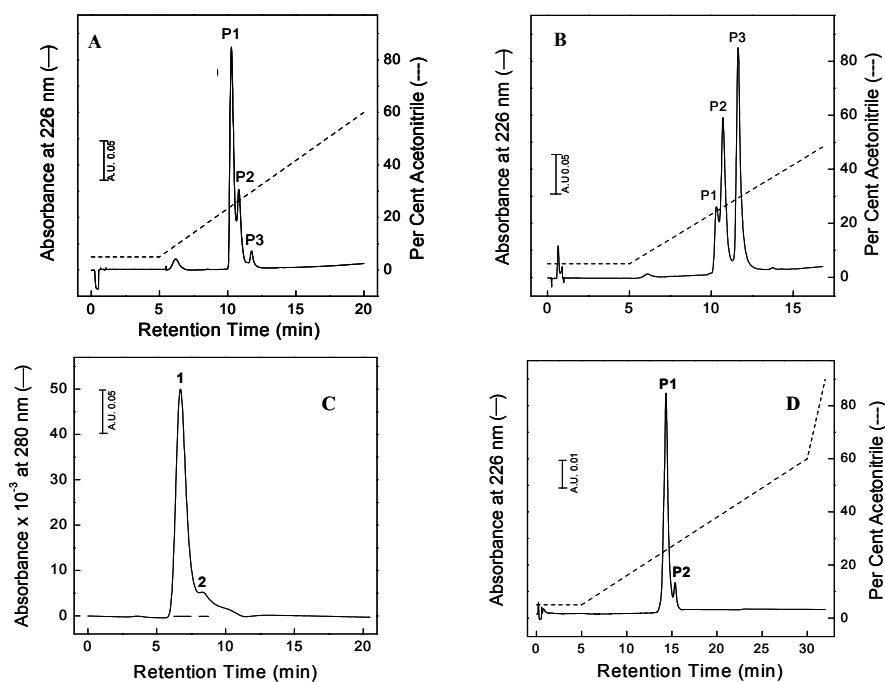 A
P1
P2
P3
A.U. 0.05
Absorbance at 226 nm (—)
Per Cent Acetonitrile (---)
80
60
40
20
0
0 5 10 15 20
Retention Time (min)
B
P3
P2
P1
A.U 0.05
Absorbance at 226 nm (—)
Per Cent Acetonitrile (---)
80
60
40
20
0
0 5 10 15
Retention Time (min)
C
1
2
A.U. 0.05
Absorbance x 10⁻³ at 280 nm (—)
50
40
30
20
10
0
0 5 10 15 20
Retention Time (min)
D
P1
P2
A.U. 0.01
Absorbance at 226 nm (—)
Per Cent Acetonitrile (---)
80
60
40
20
0
0 5 10 15 20 25 30
Retention Time (min)